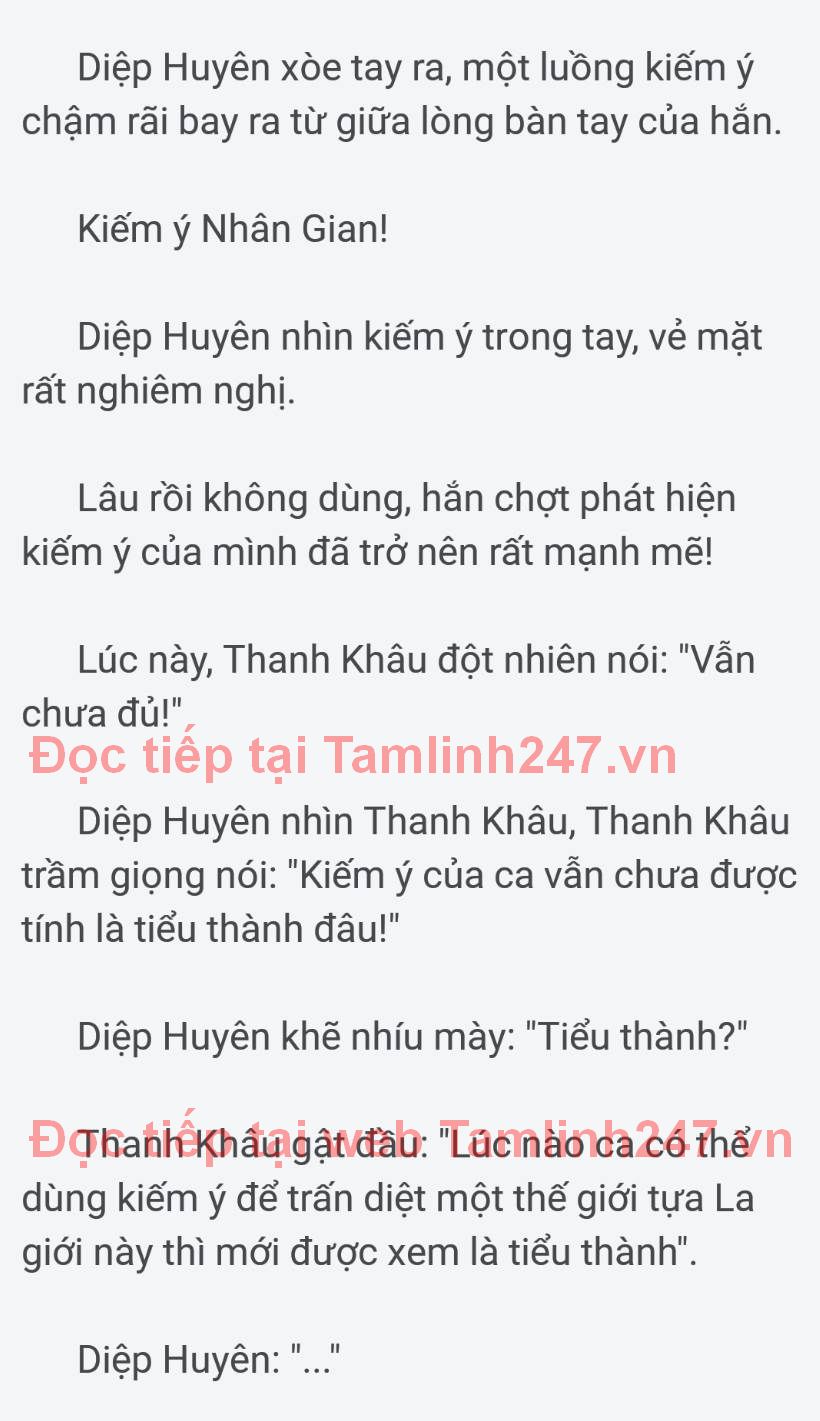 Diệp Huyên xòe tay ra, một luồng kiếm ý
chậm rãi bay ra từ giữa lòng bàn tay của hắn.
Kiếm ý Nhân Gian!
Diệp Huyên nhìn kiếm ý trong tay, vẻ mặt
rất nghiêm nghị.
Lâu rồi không dùng, hắn chợt phát hiện
kiếm ý của mình đã trở nên rất mạnh mẽ!
Lúc này, Thanh Khâu đột nhiên nói: "Vẫn
chưa đủ!"
Đọc tiếp tại Tamlinh247.vn
Diệp Huyên nhìn Thanh Khâu, Thanh Khâu
trầm giọng nói: "Kiếm ý của ca vẫn chưa được
tính là tiểu thành đâu!"
Diệp Huyên khẽ nhíu mày: "Tiểu thành?"
Đọc tiếp tại web Tamlinh247.vn
Thanh Khâu gật đầu: "Lúc nào ca có thể
dùng kiếm ý để trấn diệt một thế giới tựa La
giới này thì mới được xem là tiểu thành".
Diệp Huyên: "..."